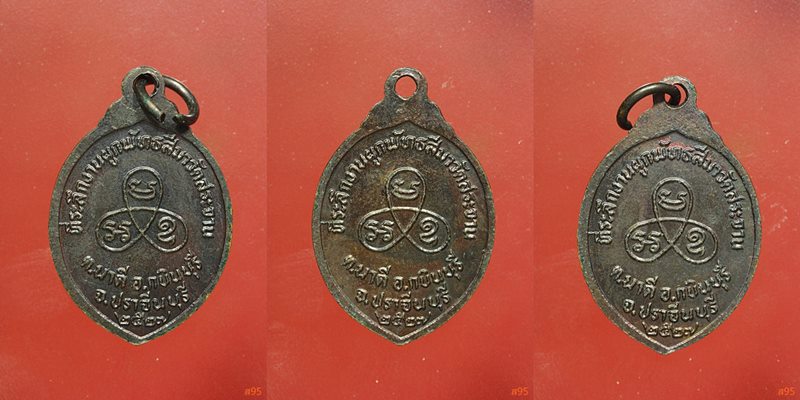 ที่ระลึกงานผูกพัทธสีมาวัดสระขาม
ต.นาดี อ.กบินทบุรี
จ.ปราจีนบุรี
๒๕๒๗
#95
ที่ระลึกงานผูกพัทธสีมาวัดสระขาม
ต.นาดี อ.กบินทบุรี
จ.ปราจีนบุรี
๒๕๒๗
#95
ที่ระลึกงานผูกพัทธสีมาวัดสระขาม
ต.นาดี อ.กบินทบุรี
จ.ปราจีนบุรี
๒๕๒๗
#95